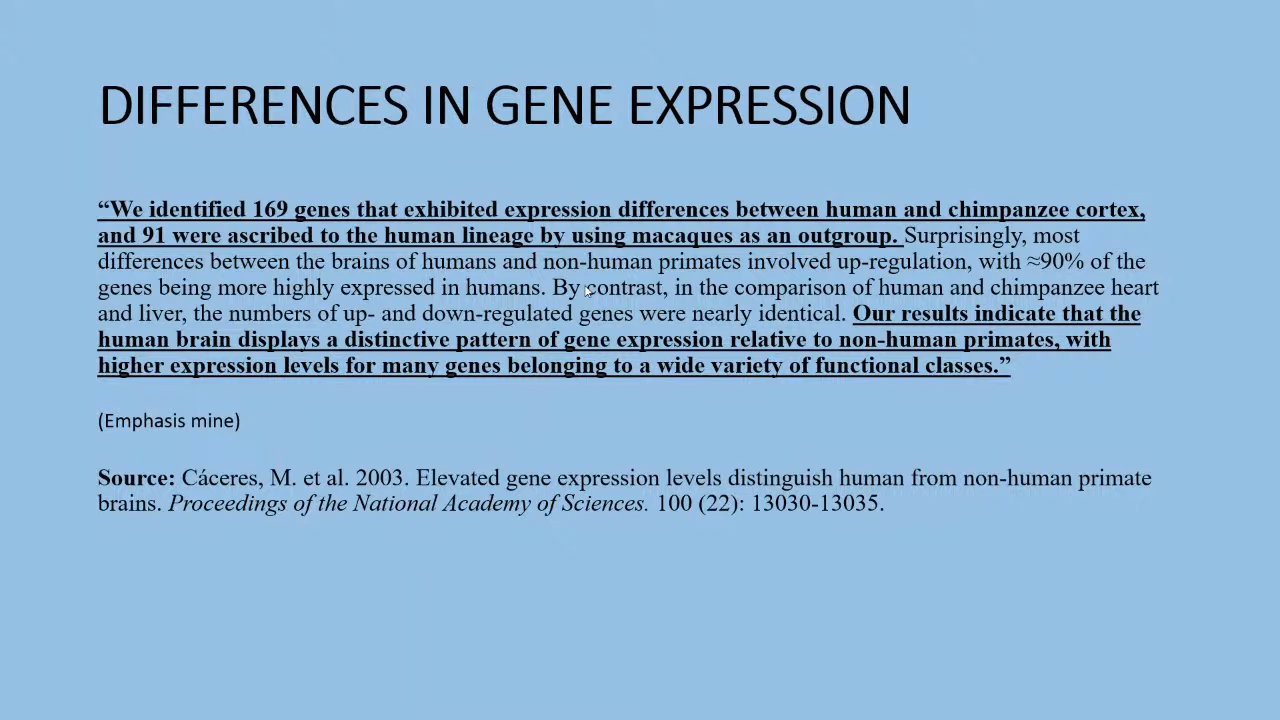 DIFFERENCES IN GENE EXPRESSION
“We identified 169 genes that exhibited expression differences between human and chimpanzee cortex,
and 91 were ascribed to the human lineage by using macaques as an outgroup. Surprisingly, most
differences between the brains of humans and non-human primates involved up-regulation, with ≈90% of the
genes being more highly expressed in humans. By contrast, in the comparison of human and chimpanzee heart
and liver, the numbers of up- and down-regulated genes were nearly identical. Our results indicate that the
human brain displays a distinctive pattern of gene expression relative to non-human primates, with
higher expression levels for many genes belonging to a wide variety of functional classes.”
(Emphasis mine)
Source: Cáceres, M. et al. 2003. Elevated gene expression levels distinguish human from non-human primate
brains. Proceedings of the National Academy of Sciences. 100 (22): 13030-13035.